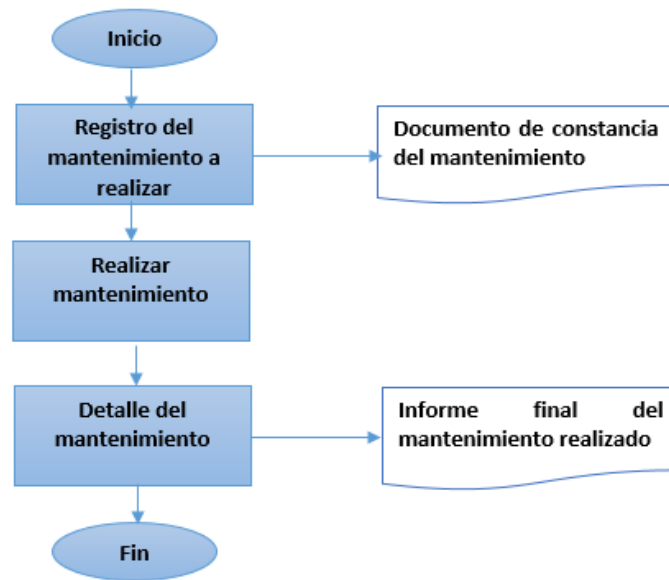 Inicio
Registro del
mantenimiento a
realizar
Documento de constancia
del mantenimiento
Realizar
mantenimiento
Detalle del
mantenimiento
Informe final del
mantenimiento realizado
Fin